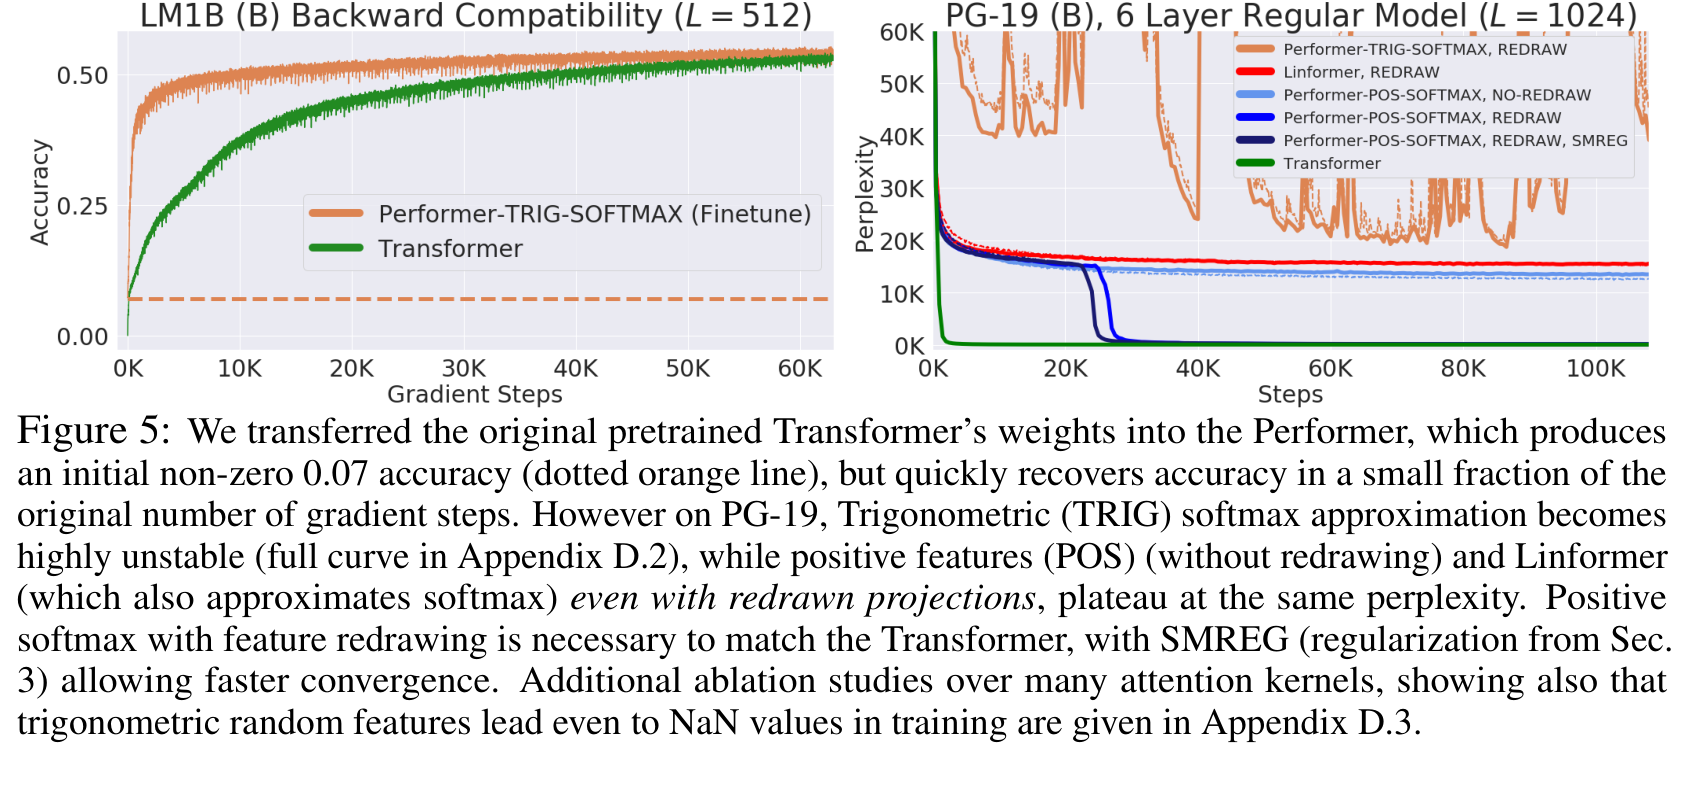 LM1B (B) Backward Compatibility (L = 512)
Accuracy
0.50
0.25
0.00
Performer-TRIG-SOFTMAX (Finetune)
Transformer
0K 10K 20K 30K 40K 50K 60K
Gradient Steps
PG-19 (B), 6 Layer Regular Model (L = 1024)
Perplexity
60K
50K
40K
30K
20K
10K
0K
Performer-TRIG-SOFTMAX, REDRAW
Linformer, REDRAW
Performer-POS-SOFTMAX, NO-REDRAW
Performer-POS-SOFTMAX, REDRAW
Performer-POS-SOFTMAX, REDRAW, SMREG
Transformer
0K 20K 40K 60K 80K 100K
Steps
Figure 5: We transferred the original pretrained Transformer's weights into the Performer, which produces
an initial non-zero 0.07 accuracy (dotted orange line), but quickly recovers accuracy in a small fraction of the
original number of gradient steps. However on PG-19, Trigonometric (TRIG) softmax approximation becomes
highly unstable (full curve in Appendix D.2), while positive features (POS) (without redrawing) and Linformer
(which also approximates softmax) even with redrawn projections, plateau at the same perplexity. Positive
softmax with feature redrawing is necessary to match the Transformer, with SMREG (regularization from Sec.
3) allowing faster convergence. Additional ablation studies over many attention kernels, showing also that
trigonometric random features lead even to NaN values in training are given in Appendix D.3.